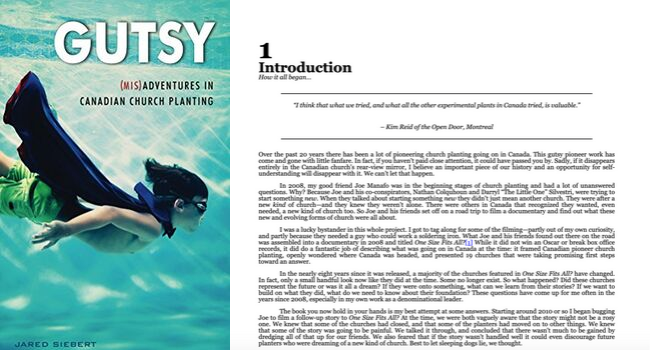 GUTSY
(MIS)ADVENTURES IN
CANADIAN CHURCH PLANTING
JARED SIEBERT
1
Introduction
How it all began...
"I think that what we tried, and what all the other experimental plants in Canada tried, is valuable."
– Kim Reid of the Open Door, Montreal
Over the past 20 years there has been a lot of pioneering church planting going on in Canada. This gutsy pioneer work has
come and gone with little fanfare. In fact, if you haven't paid close attention, it could have passed you by. Sadly, if it disappears
entirely in the Canadian church's rear-view mirror, I believe an important piece of our history and an opportunity for self-
understanding will disappear with it. We can't let that happen.
In 2008, my good friend Joe Manafo was in the beginning stages of church planting and had a lot of unanswered
questions. Why? Because Joe and his co-conspirators, Nathan Colquhoun and Darryl "The Little One" Silvestri, were trying to
start something new. When they talked about starting something new they didn't just mean another church. They were after a
new kind of church—and they knew they weren't alone. There were others in Canada that recognized they wanted, even
needed, a new kind of church too. So Joe and his friends set off on a road trip to film a documentary and find out what these
new and evolving forms of church were all about.
I was a lucky bystander in this whole project. I got to tag along for some of the filming—partly out of my own curiosity,
and partly because they needed a guy who could work a soldering iron. What Joe and his friends found out there on the road
was assembled into a documentary in 2008 and titled One Size Fits All?[1] While it did not win an Oscar or break box office
records, it did do a fantastic job of describing what was going on in Canada at the time: it framed Canadian pioneer church
planting, openly wondered where Canada was headed, and presented 19 churches that were taking promising first steps
toward an answer.
In the nearly eight years since it was released, a majority of the churches featured in One Size Fits All? have changed.
In fact, only a small handful look now like they did at the time. Some no longer exist. So what happened? Did these churches
represent the future or was it all a dream? If they were onto something, what can we learn from their stories? If we want to
build on what they did, what do we need to know about their foundation? These questions have come up for me often in the
years since 2008, especially in my own work as a denominational leader.
The book you now hold in your hands is my best attempt at some answers. Starting around 2010 or so I began bugging
Joe to film a follow-up story to One Size Fits All? At the time, we were both vaguely aware that the story might not be a rosy
one. We knew that some of the churches had closed, and that some of the planters had moved on to other things. We knew
that some of the story was going to be painful. We talked it through, and concluded that there wasn't much to be gained by
dredging all of that up for our friends. We also feared that if the story wasn't handled well it could even discourage future
planters who were dreaming of a new kind of church. Best to let sleeping dogs lie, we thought.